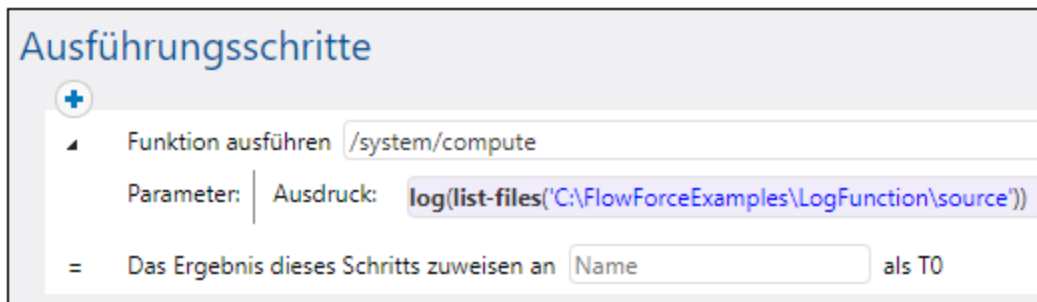 Ausführungsschritte
Funktion ausführen /system/compute
Parameter: Ausdruck: log(list-files('C:\FlowForceExamples\LogFunction\source'))
= Das Ergebnis dieses Schritts zuweisen an Name als T0